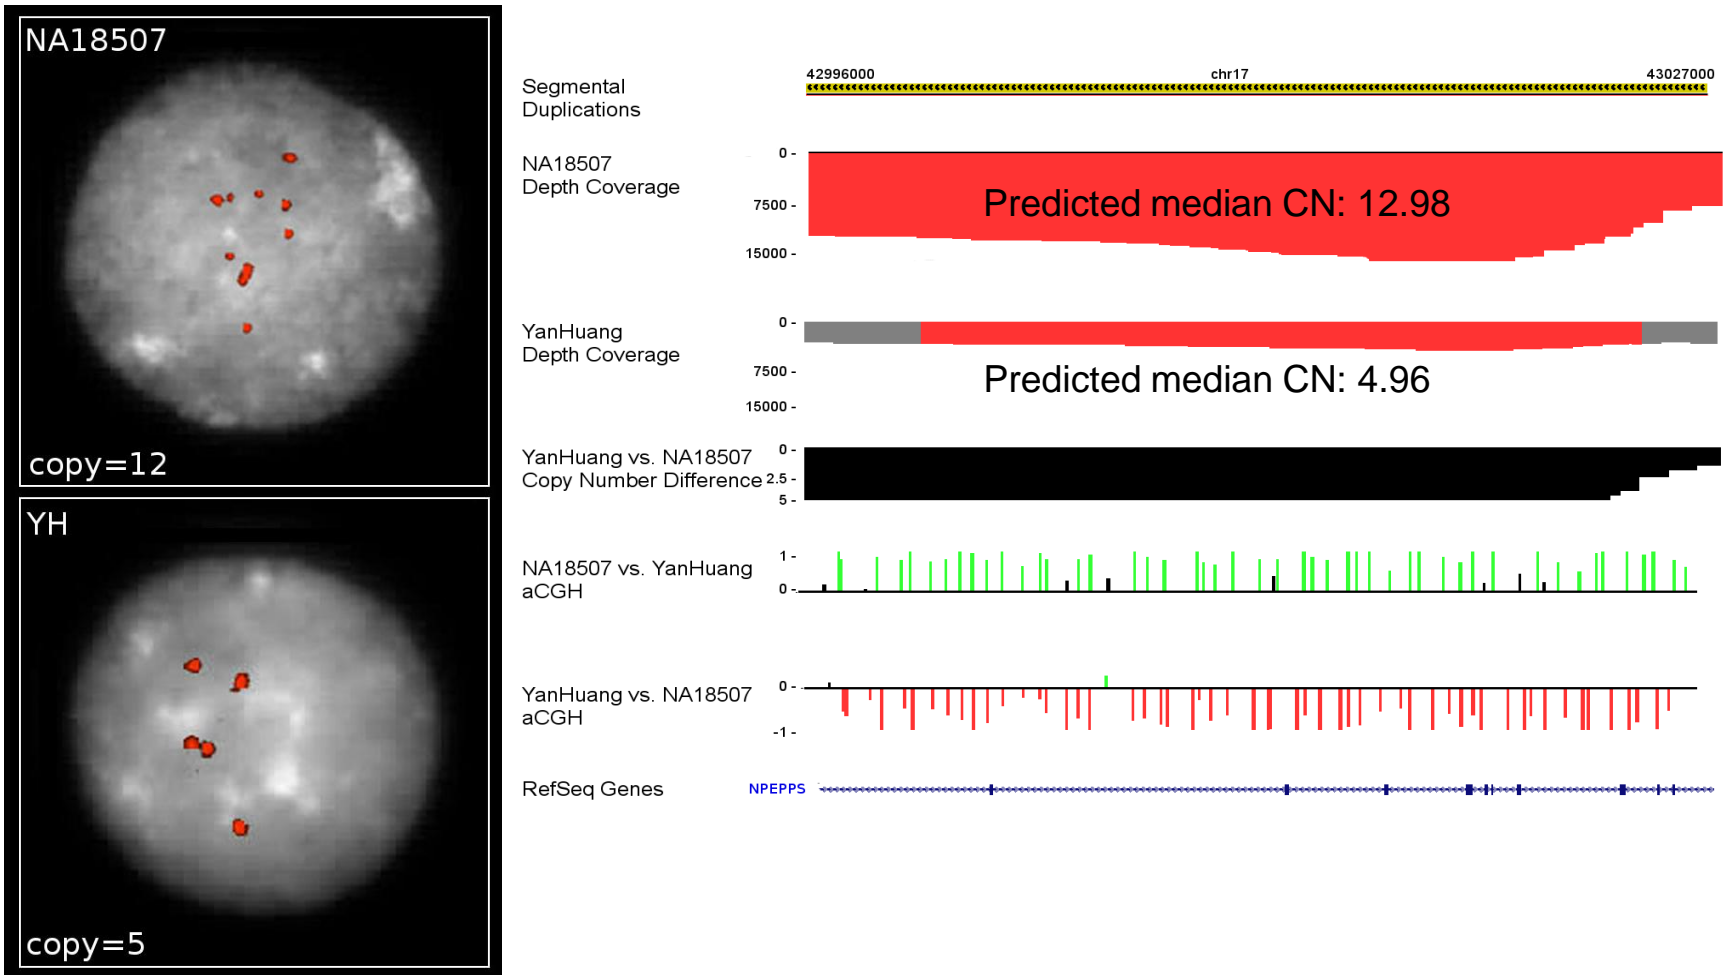 NA18507
copy=12
YH
copy=5
42996000 chr17 43027000
Segmental
Duplications
NA18507
Depth Coverage
0 -
7500 -
15000 -
Predicted median CN: 12.98
YanHuang
Depth Coverage
0 -
7500 -
15000 -
Predicted median CN: 4.96
YanHuang vs. NA18507
Copy Number Difference
0 -
2.5 -
5 -
NA18507 vs. YanHuang
aCGH
1 -
0 -
YanHuang vs. NA18507
aCGH
0 -
-1 -
RefSeq Genes
NPEPPS